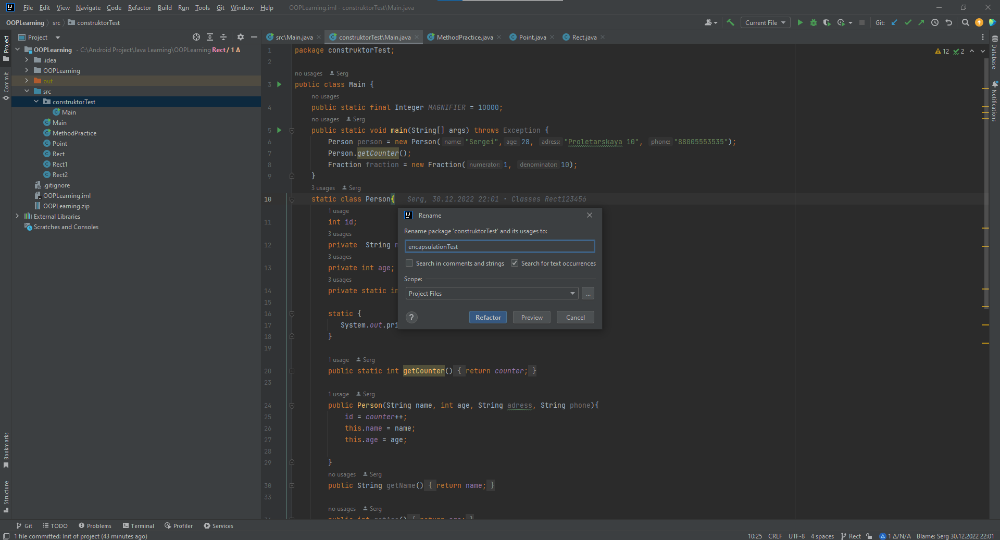 File Edit View Navigate Code Refactor Build Run Tools Git Window Help OOPLearning.iml - construktorTest\Main.java
OOPLearning src construktorTest
Current File Git:
Project
src\Main.java construktorTest\Main.java MethodPractice.java Point.java Rect.java
Project
Commit
Bookmarks
Structure
OOPLearning - C:\Android Project\Java Learning\OOPLearning Rect / 1 Δ
.idea
OOPLearning
out
src
construktorTest
Main
Main
MethodPractice
Point
Rect
Rect1
Rect2
.gitignore
OOPLearning.iml
OOPLearning.zip
External Libraries
Scratches and Consoles
12 2
1 package construktorTest;
2
no usages Serg
3 public class Main {
no usages
4 public static final Integer MAGNIFIER = 10000;
no usages Serg
5 public static void main(String[] args) throws Exception {
6 Person person = new Person( name: "Sergei", age: 28, adress: "Proletarskaya 10", phone: "88005553535");
7 Person.getCounter();
8 Fraction fraction = new Fraction( numerator: 1, denominator: 10);
9 }
3 usages Serg
10 static class Person{ Serg, 30.12.2022 22:01 • Classes Rect123456
1 usage
11 int id;
3 usages
12 private String n
3 usages
13 private int age;
3 usages
14 private static in
15
16 static {
17 System.out.pri
18 }
19
1 usage Serg
20 public static int getCounter() { return counter; }
23
1 usage Serg
24 public Person(String name, int age, String adress, String phone){
25 id = counter++;
26 this.name = name;
27 this.age = age;
28
29 }
no usages Serg
30 public String getName() { return name; }
33
no usages Serg
Rename
Rename package 'construktorTest' and its usages to:
encapsulationTest
Search in comments and strings Search for text occurrences
Scope:
Project Files
...
? Refactor Preview Cancel
Database
Notifications
Git TODO Problems Terminal Profiler Services
1 file committed: Init of project (43 minutes ago) 10:25 CRLF UTF-8 4 spaces Rect 1 Δ/N/A Blame: Serg 30.12.2022 22:01